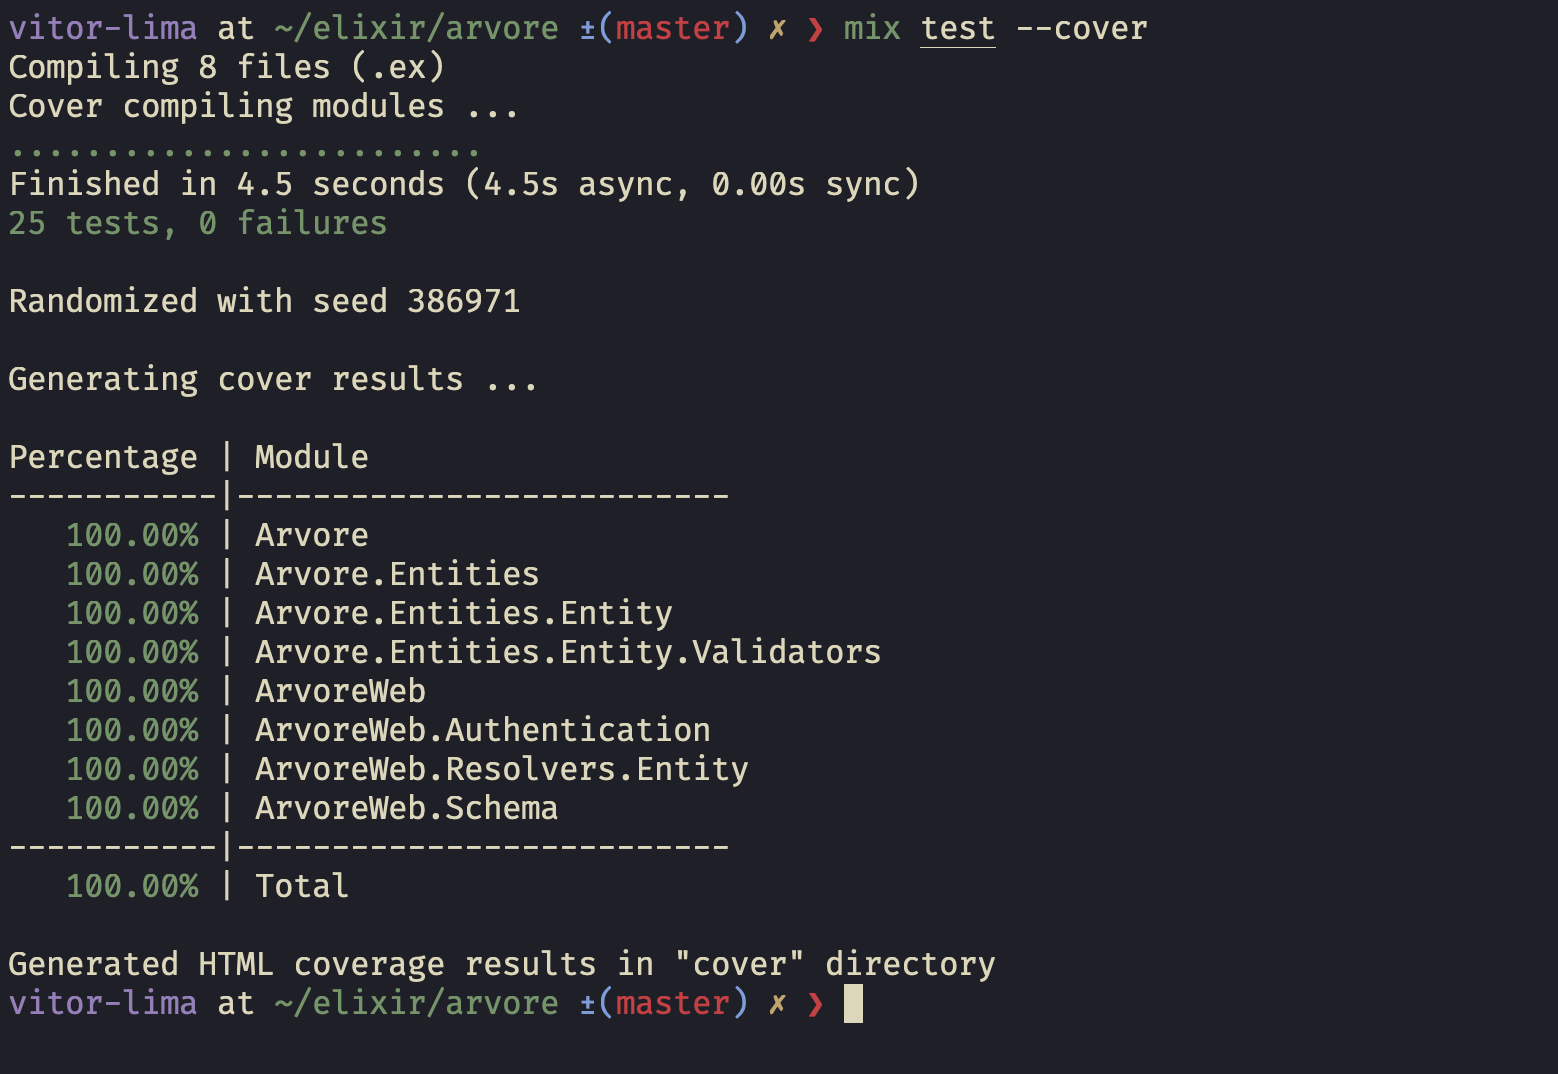 vitor-lima at ~/elixir/arvore ±(master) ✗ ❯ mix test --cover
Compiling 8 files (.ex)
Cover compiling modules ...
.........................
Finished in 4.5 seconds (4.5s async, 0.00s sync)
25 tests, 0 failures

Randomized with seed 386971

Generating cover results ...

Percentage | Module
-----------|--------------------------
   100.00% | Arvore
   100.00% | Arvore.Entities
   100.00% | Arvore.Entities.Entity
   100.00% | Arvore.Entities.Entity.Validators
   100.00% | ArvoreWeb
   100.00% | ArvoreWeb.Authentication
   100.00% | ArvoreWeb.Resolvers.Entity
   100.00% | ArvoreWeb.Schema
-----------|--------------------------
   100.00% | Total

Generated HTML coverage results in "cover" directory
vitor-lima at ~/elixir/arvore ±(master) ✗ ❯